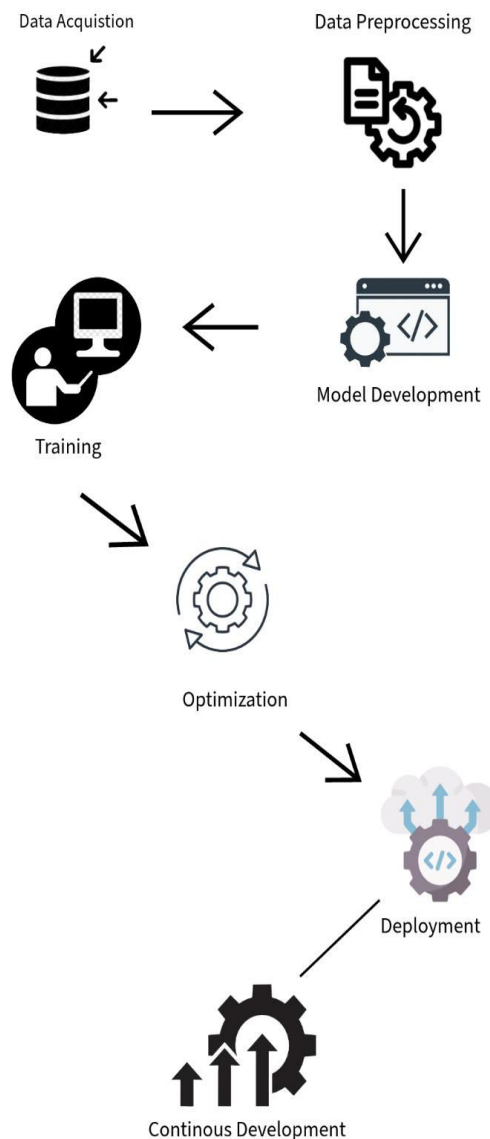 Data Acquistion
Data Preprocessing
</>
Model Development
Training
Optimization
</>
Deployment
Continous Development